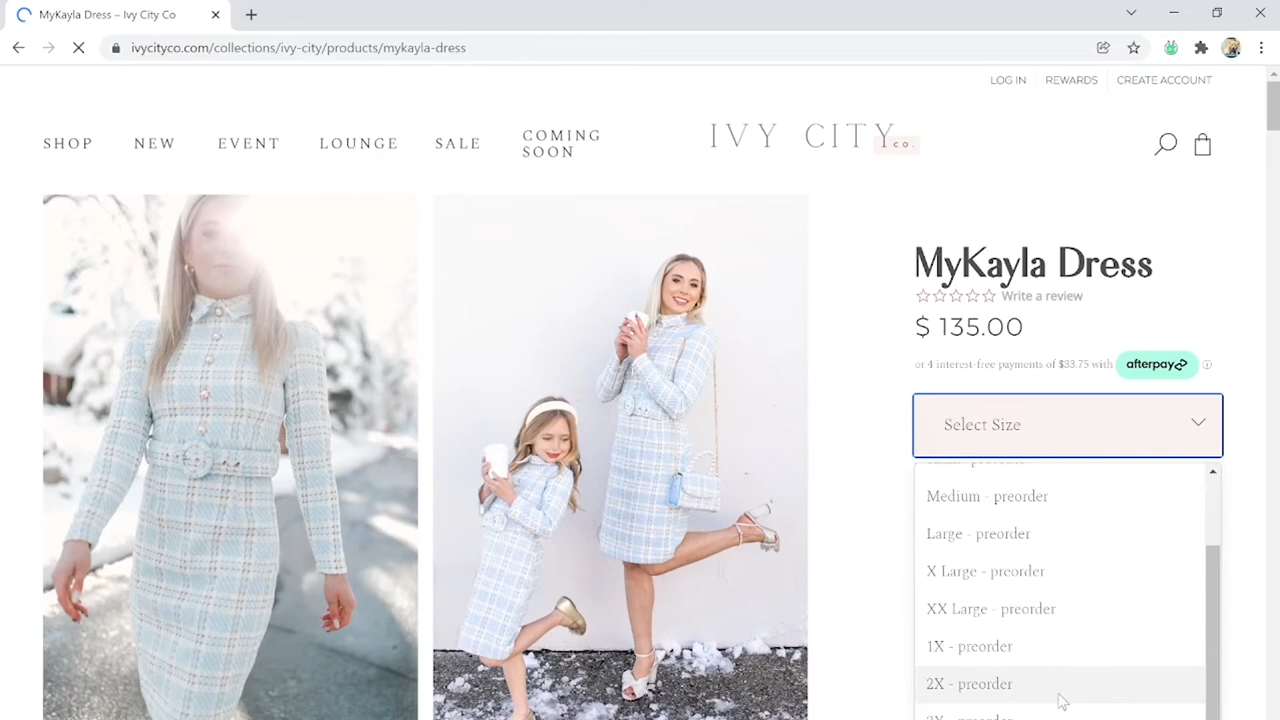 MyKayla Dress – Ivy City Co
ivycityco.com/collections/ivy-city/products/mykayla-dress
LOG IN REWARDS CREATE ACCOUNT
SHOP NEW EVENT LOUNGE SALE COMING SOON
IVY CITY co.
MyKayla Dress
Write a review
$ 135.00
or 4 interest-free payments of $33.75 with afterpay
Select Size
Medium - preorder
Large - preorder
X Large - preorder
XX Large - preorder
1X - preorder
2X - preorder